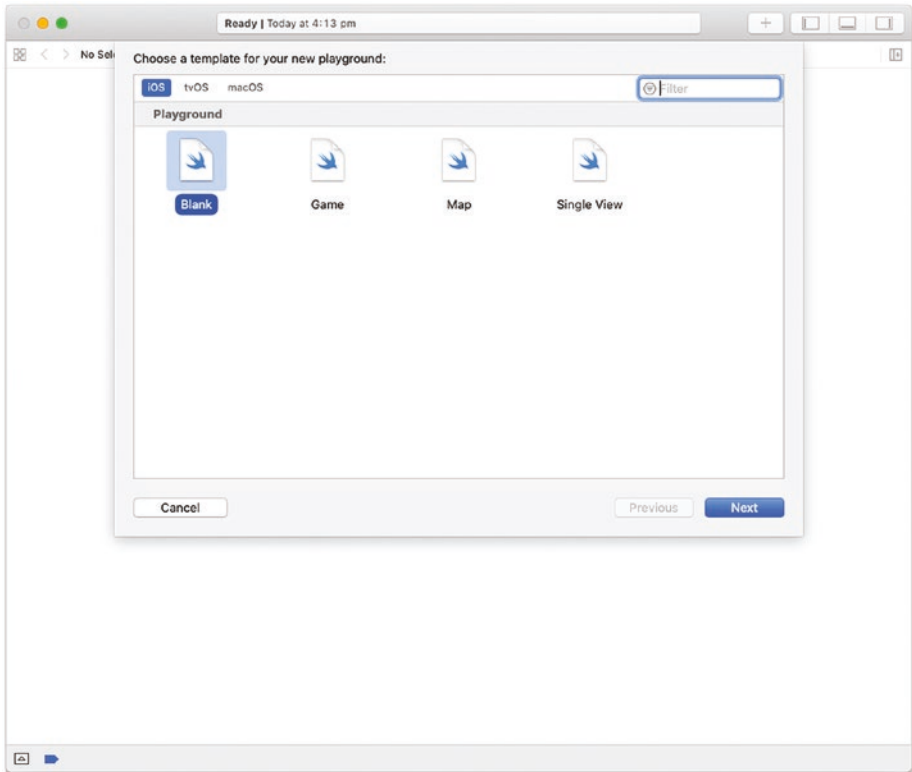 Ready | Today at 4:13 pm
No Sel
Choose a template for your new playground:
iOS tvOS macOS
Filter
Playground
Blank Game Map Single View
Cancel Previous Next